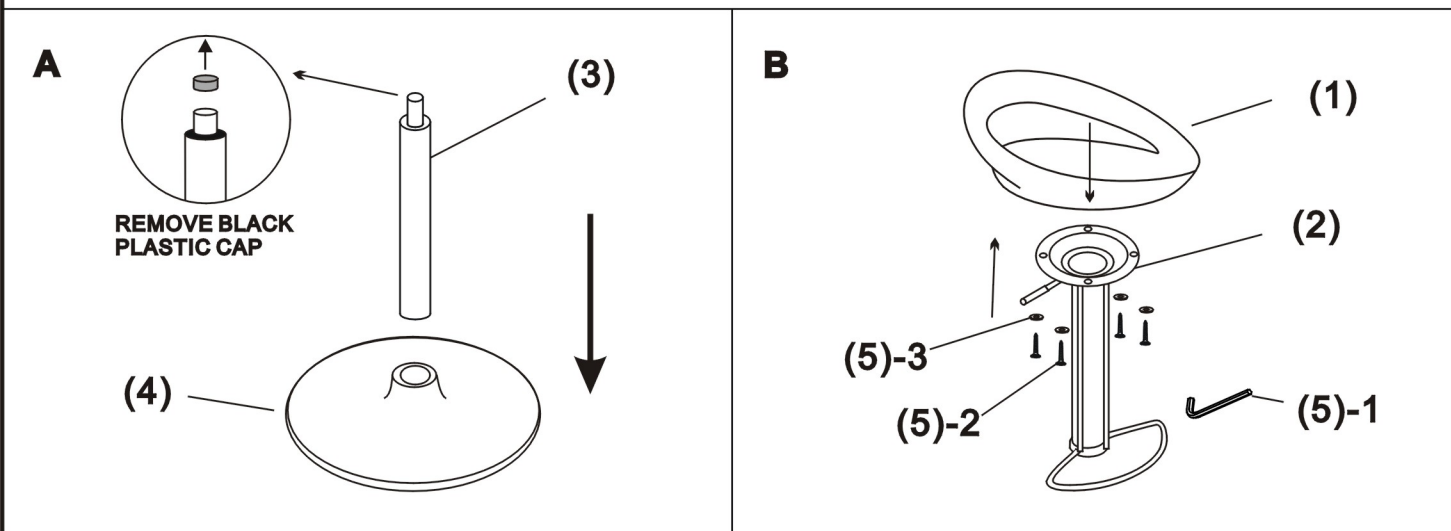 A
(3)
REMOVE BLACK
PLASTIC CAP
(4)
B
(1)
(2)
(5)-3
(5)-2
(5)-1